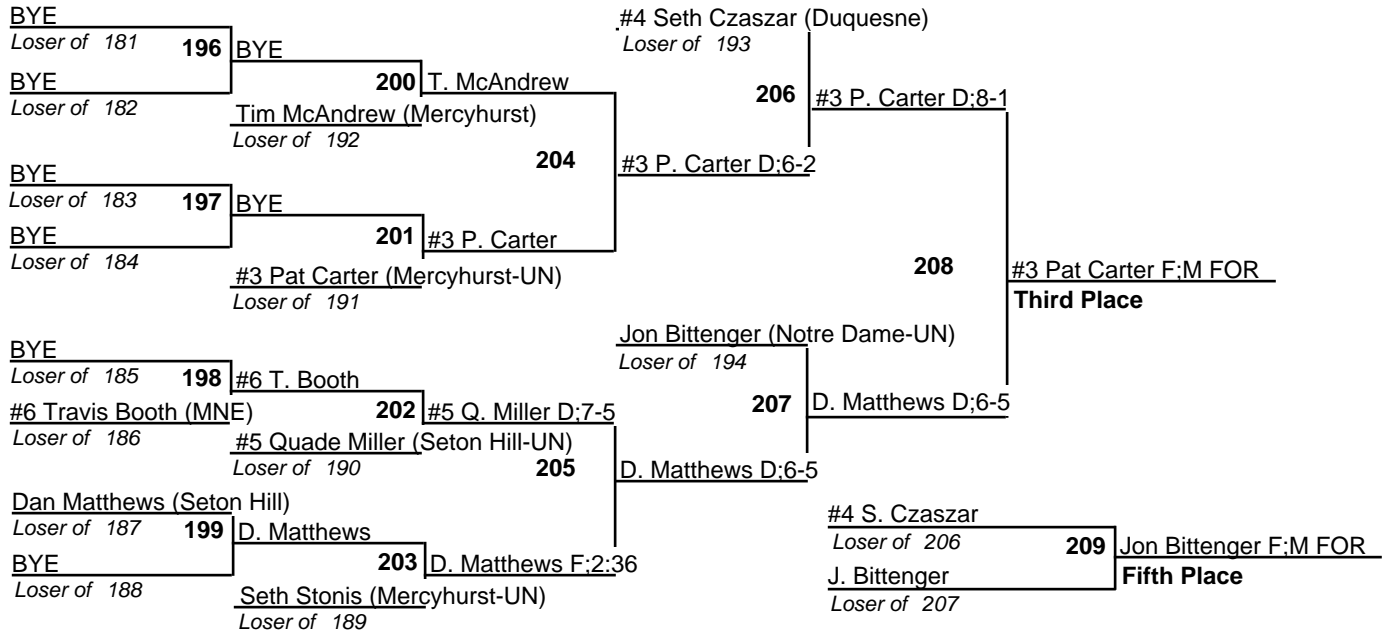 BYE
Loser of 181
196
BYE
BYE
Loser of 182
200
T. McAndrew
Tim McAndrew (Mercyhurst)
Loser of 192
BYE
Loser of 183
197
BYE
BYE
Loser of 184
201
#3 P. Carter
#3 Pat Carter (Mercyhurst-UN)
Loser of 191
204
#3 P. Carter D;6-2
#4 Seth Czaszar (Duquesne)
Loser of 193
206
#3 P. Carter D;8-1
BYE
Loser of 185
198
#6 T. Booth
#6 Travis Booth (MNE)
Loser of 186
202
#5 Q. Miller D;7-5
#5 Quade Miller (Seton Hill-UN)
Loser of 190
Dan Matthews (Seton Hill)
Loser of 187
199
D. Matthews
BYE
Loser of 188
203
D. Matthews F;2:36
Seth Stonis (Mercyhurst-UN)
Loser of 189
205
D. Matthews D;6-5
Jon Bittenger (Notre Dame-UN)
Loser of 194
207
D. Matthews D;6-5
208
#3 Pat Carter F;M FOR
Third Place
#4 S. Czaszar
Loser of 206
209
Jon Bittenger F;M FOR
Fifth Place
J. Bittenger
Loser of 207